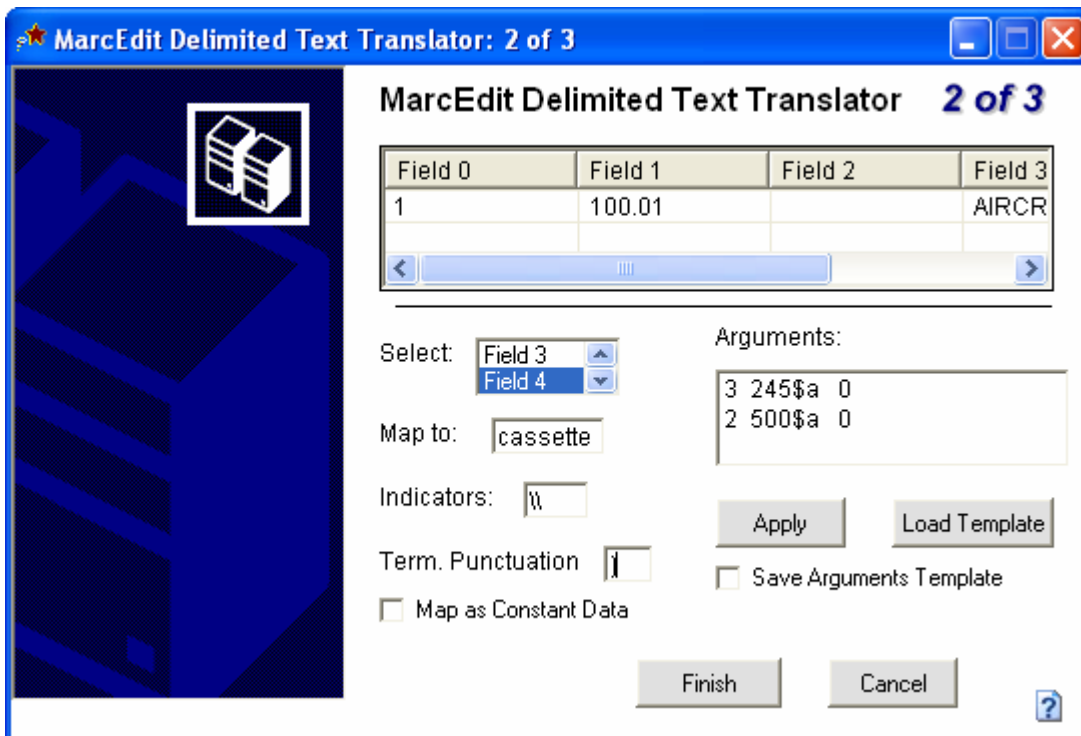 MarcEdit Delimited Text Translator: 2 of 3
MarcEdit Delimited Text Translator 2 of 3
Field 0 Field 1 Field 2 Field 3
1 100.01 AIRCR
Select: Field 3
Field 4
Arguments:
3 245$a 0
2 500$a 0
Map to: cassette
Indicators: \\
Apply Load Template
Term. Punctuation
Save Arguments Template
Map as Constant Data
Finish Cancel
?